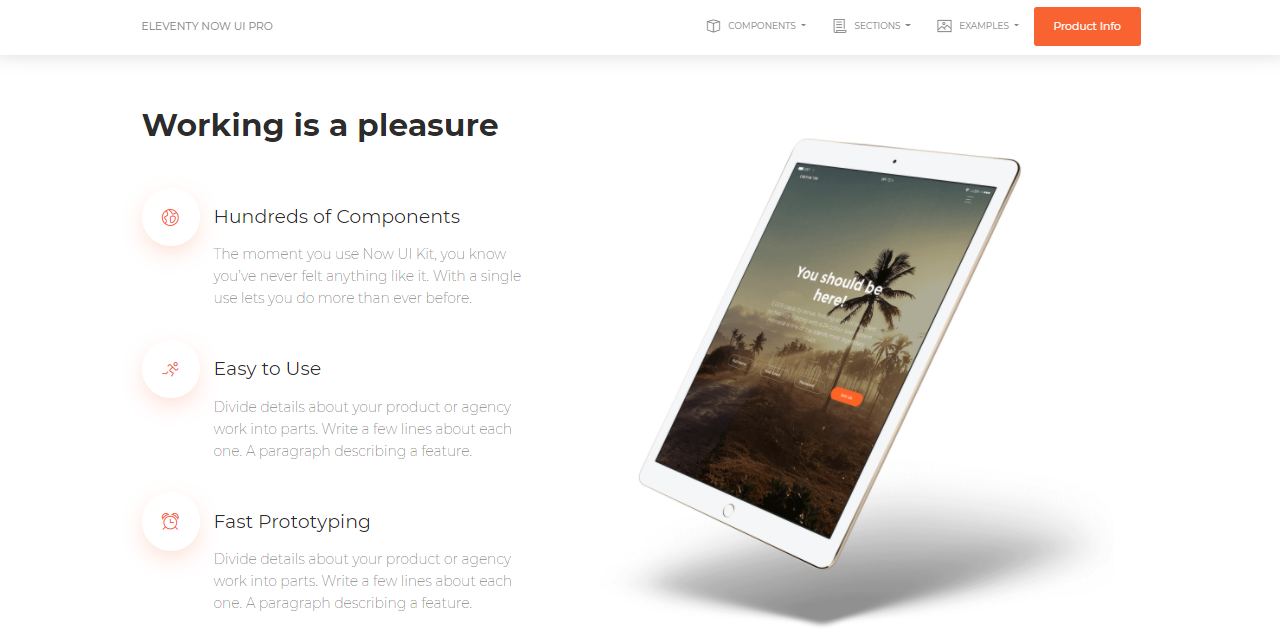 ELEVENTY NOW UI PRO
COMPONENTS
SECTIONS
EXAMPLES
Product Info
Working is a pleasure
Hundreds of Components
The moment you use Now UI Kit, you know
you've never felt anything like it. With a single
use lets you do more than ever before.
Easy to Use
Divide details about your product or agency
work into parts. Write a few lines about each
one. A paragraph describing a feature.
Fast Prototyping
Divide details about your product or agency
work into parts. Write a few lines about each
one. A paragraph describing a feature.
You should be
here!